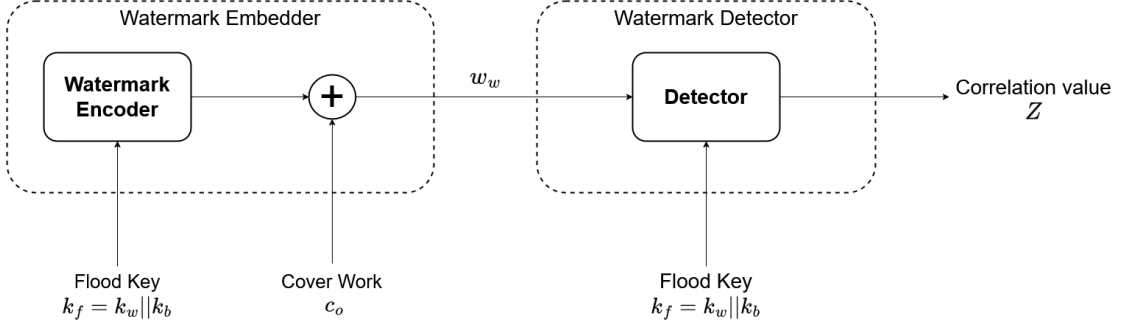 Watermark Embedder
Watermark Detector
Watermark
Encoder
+
$w_w$
Detector
Correlation value
$Z$
Flood Key
$k_f = k_w || k_b$
Cover Work
$c_o$
Flood Key
$k_f = k_w || k_b$